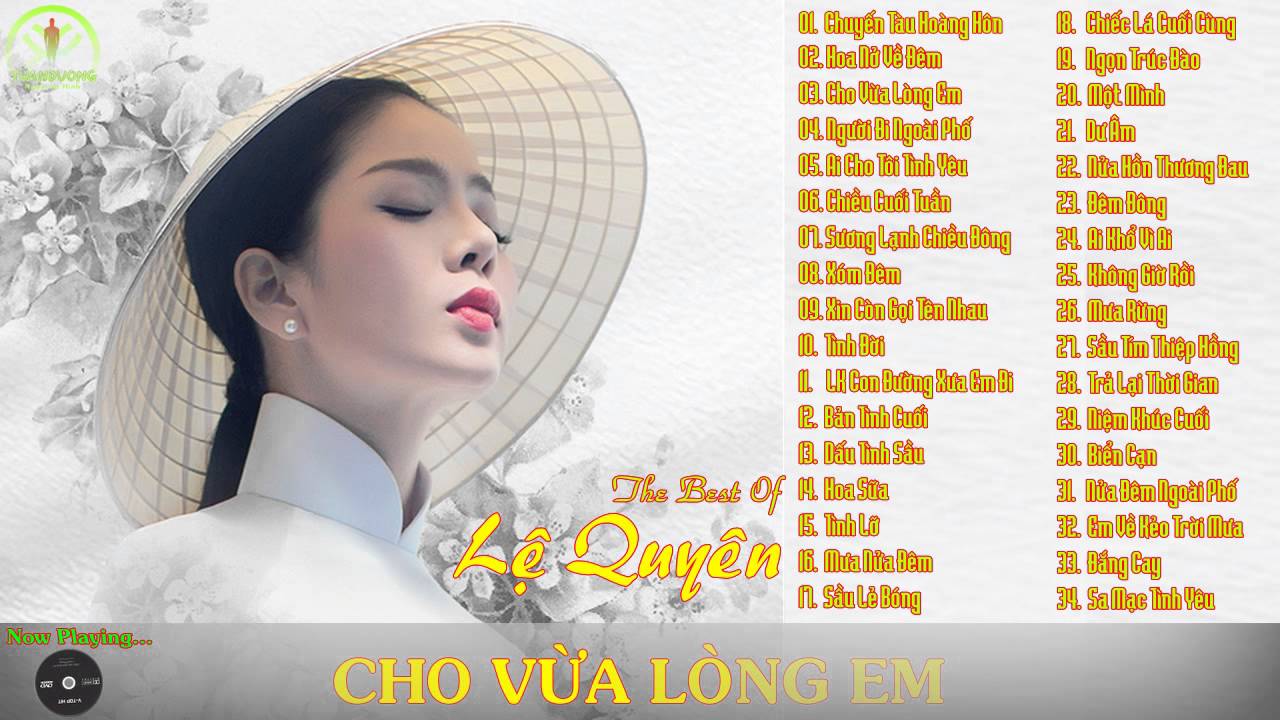 TUANDUONG
01. Chuyến Tàu Hoàng Hôn
02. Hoa Nở Về Đêm
03. Cho Vừa Lòng Em
04. Người Đi Ngoài Phố
05. Ai Cho Tôi Tình Yêu
06. Chiều Cuối Tuần
07. Sương Lạnh Chiều Đông
08. Xóm Đêm
09. Xin Còn Gọi Tên Nhau
10. Tình Đời
11. LK Con Đường Xưa Em Đi
12. Bản Tình Cuối
13. Dấu Tình Sầu
14. Hoa Sữa
15. Tình Lỡ
16. Mưa Nửa Đêm
17. Sầu Lẻ Bóng
18. Chiếc Lá Cuối Cùng
19. Ngọn Trúc Đào
20. Một Mình
21. Dư Âm
22. Nửa Hồn Thương Đau
23. Đêm Đông
24. Ai Khổ Vì Ai
25. Không Giờ Rồi
26. Mưa Rừng
27. Sầu Tím Thiệp Hồng
28. Trả Lại Thời Gian
29. Niệm Khúc Cuối
30. Biển Cạn
31. Nửa Đêm Ngoài Phố
32. Em Về Kẻo Trời Mưa
33. Đắng Cay
34. Sa Mạc Tình Yêu
The Best Of
Lệ Quyên
Now Playing...
V-TOP HIT
CHO VỪA LÒNG EM